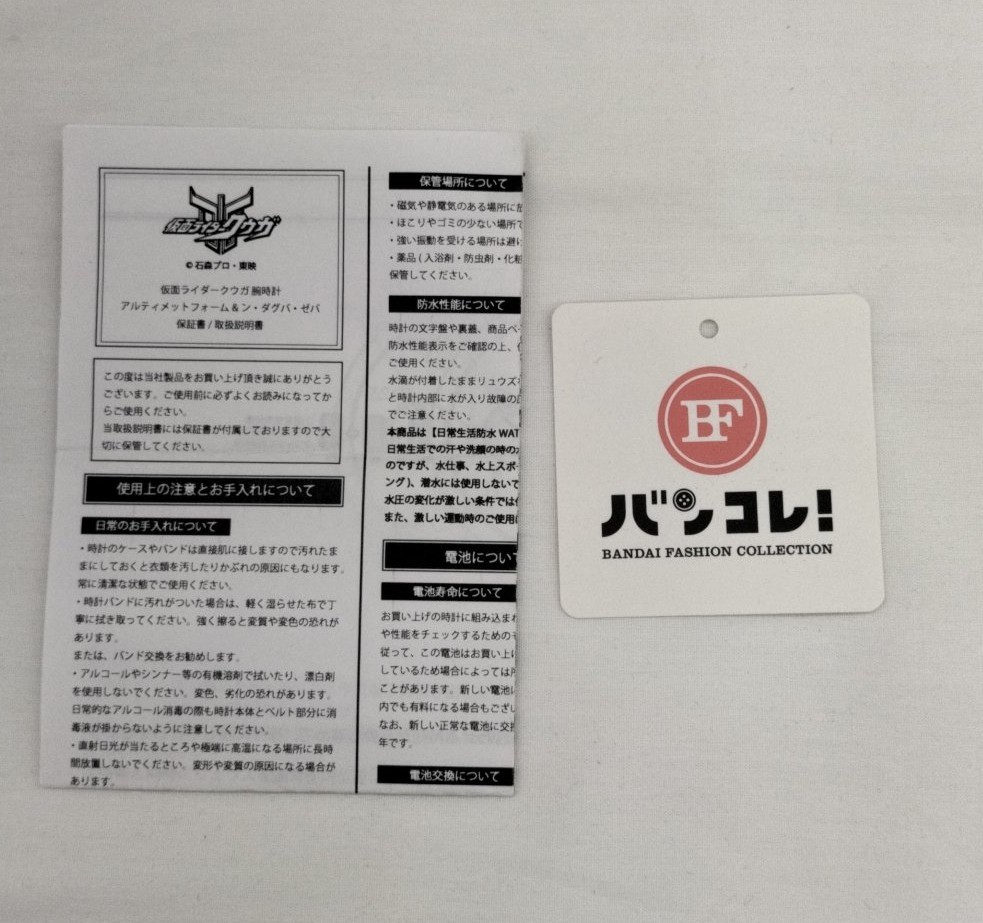 仮面ライダークウガ
©石森プロ・東映
仮面ライダークウガ 腕時計
アルティメットフォーム & ン・ダグバ・ゼバ
保証書 / 取扱説明書
この度は当社製品をお買い上げ頂き誠にありがとう
ございます。ご使用前に必ずよくお読みになってか
らご使用ください。
当取扱説明書には保証書が付属しておりますので大
切に保管してください。
使用上の注意とお手入れについて
日常のお手入れについて
・時計のケースやバンドは直接肌に接しますので汚れたま
まにしておくと衣類を汚したりかぶれの原因にもなります。
常に清潔な状態でご使用ください。
・時計バンドに汚れがついた場合は、軽く湿らせた布で丁
寧に拭き取ってください。強く擦ると変質や変色の恐れが
あります。
または、バンド交換をお勧めします。
・アルコールやシンナー等の有機溶剤で拭いたり、漂白剤
を使用しないでください。変色、劣化の恐れがあります。
日常的なアルコール消毒の際も時計本体とベルト部分に消
毒液が掛からないように注意してください。
・直射日光が当たるところや極端に高温になる場所に長時
間放置しないでください。変形や変質の原因になる場合が
あります。
保管場所について
・磁気や静電気のある場所に
・ほこりやゴミの少ない場所で
・強い振動を受ける場所は避け
・薬品 ( 入浴剤・防虫剤・化粧
保管してください。
防水性能について
時計の文字盤や裏蓋、商品ペ
防水性能表示をご確認の上、
ご使用ください。
水滴が付着したままリュウズ
と時計内部に水が入り故障の
でご注意ください。
本商品は【日常生活防水 WAT
日常生活での汗や洗顔の時の
のですが、水仕事、水上スポー
ング)、潜水には使用しないで
水圧の変化が激しい条件では
また、激しい運動時のご使用
電池につい
電池寿命について
お買い上げの時計に組み込まれ
や性能をチェックするための
従って、この電池はお買い上
しているため場合によっては
ことがあります。新しい電池
内でも有料になる場合もござい
なお、新しい正常な電池に交
年です。
電池交換について
BF
バンコレ!
BANDAI FASHION COLLECTION